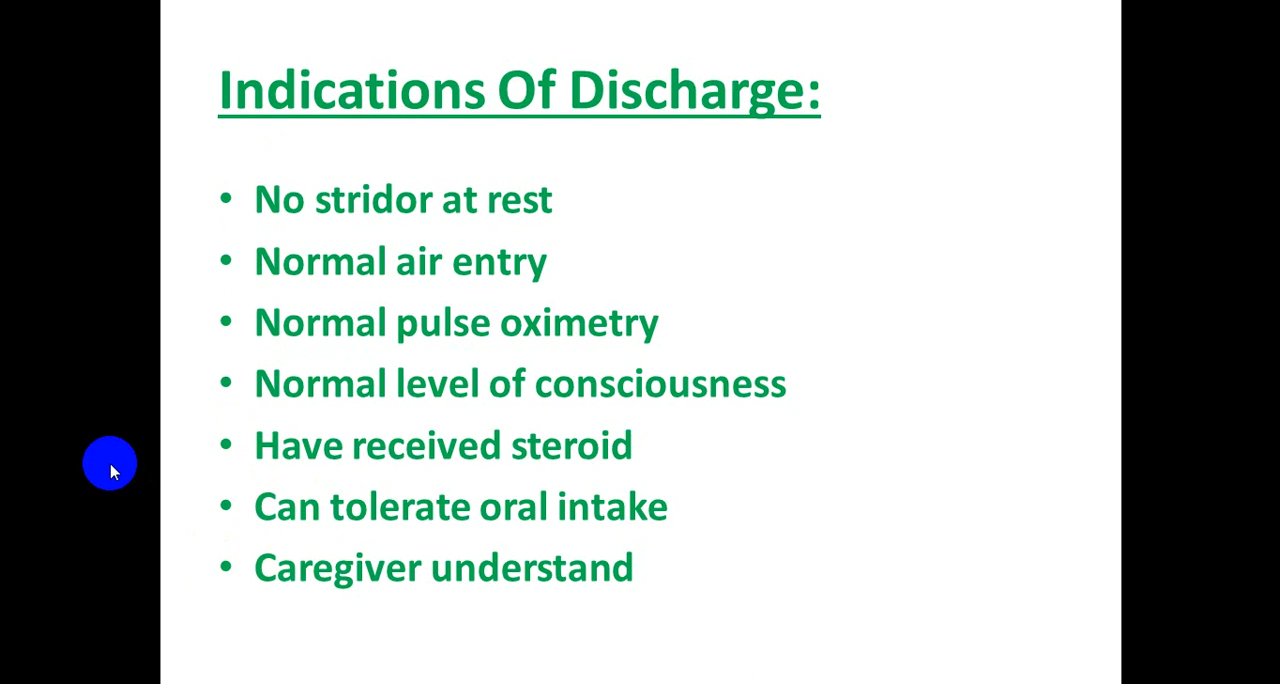 Indications Of Discharge:
• No stridor at rest
• Normal air entry
• Normal pulse oximetry
• Normal level of consciousness
• Have received steroid
• Can tolerate oral intake
• Caregiver understand